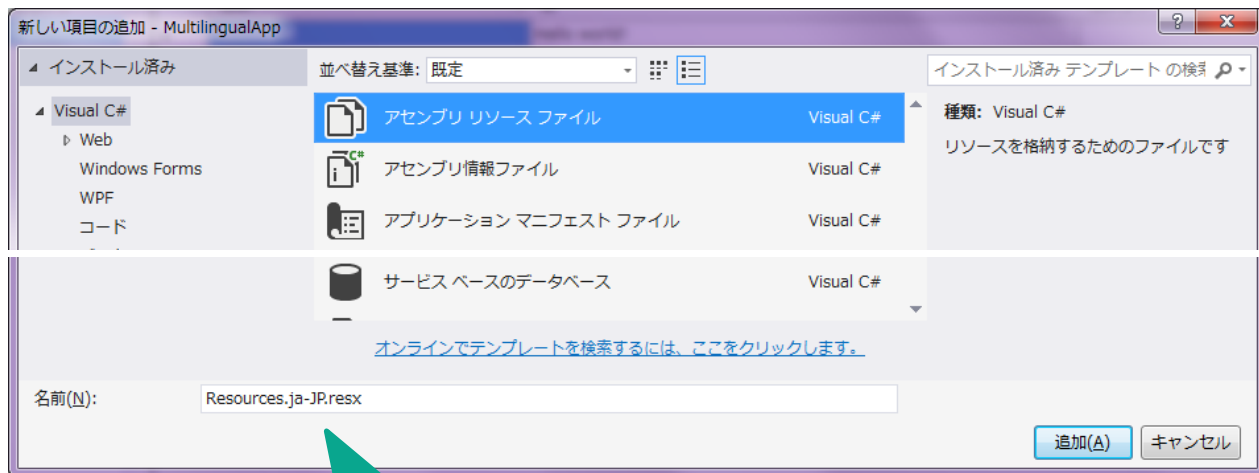 新しい項目の追加 - MultilingualApp
インストール済み
並べ替え基準: 既定
インストール済み テンプレート の検
Visual C#
Web
Windows Forms
WPF
コード
アセンブリ リソース ファイル Visual C#
アセンブリ情報ファイル Visual C#
アプリケーション マニフェスト ファイル Visual C#
サービス ベースのデータベース Visual C#
種類: Visual C#
リソースを格納するためのファイルです
オンラインでテンプレートを検索するには、ここをクリックします。
名前(N): Resources.ja-JP.resx
追加(A) キャンセル